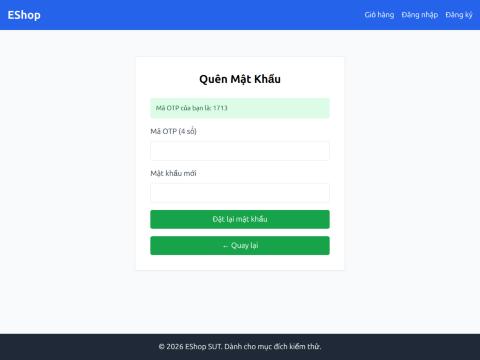 EShop
Giỏ hàng Đăng nhập Đăng ký
Quên Mật Khẩu
Mã OTP của bạn là: 1713
Mã OTP (4 số)
Mật khẩu mới
Đặt lại mật khẩu
← Quay lại
© 2026 EShop SUT. Dành cho mục đích kiểm thử.